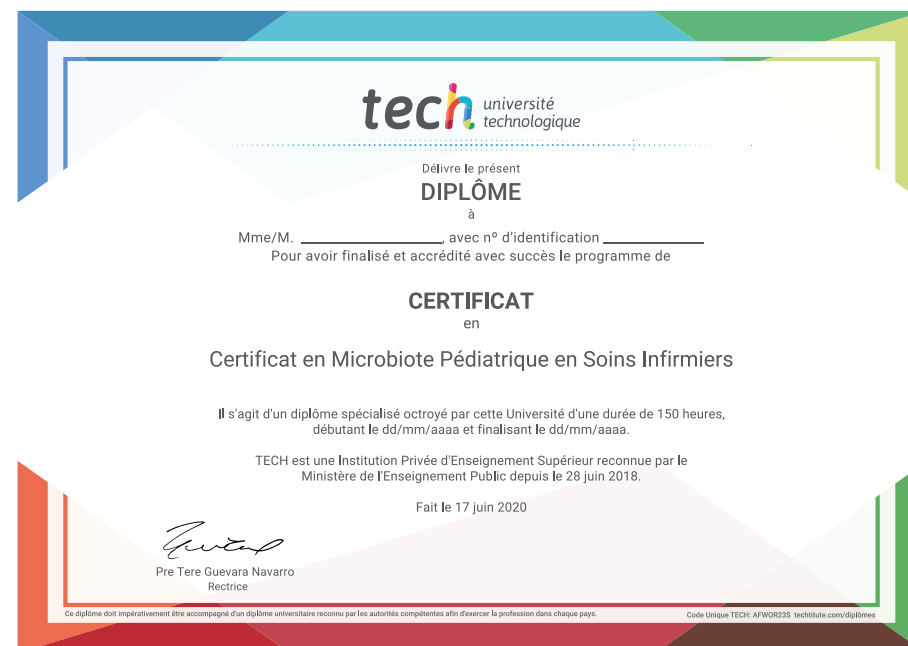 tech université
technologique
Délivre le présent
DIPLÔME
à
Mme/M. ____________________, avec nº d'identification ______________
Pour avoir finalisé et accrédité avec succès le programme de
CERTIFICAT
en
Certificat en Microbiote Pédiatrique en Soins Infirmiers
Il s'agit d'un diplôme spécialisé octroyé par cette Université d'une durée de 150 heures,
débutant le dd/mm/aaaa et finalisant le dd/mm/aaaa.
TECH est une Institution Privée d'Enseignement Supérieur reconnue par le
Ministère de l'Enseignement Public depuis le 28 juin 2018.
Fait le 17 juin 2020
Pre Tere Guevara Navarro
Rectrice
Ce diplôme doit impérativement être accompagné d'un diplôme universitaire reconnu par les autorités compétentes afin d'exercer la profession dans chaque pays.
Code Unique TECH: AFWOR23S techtitute.com/diplômes